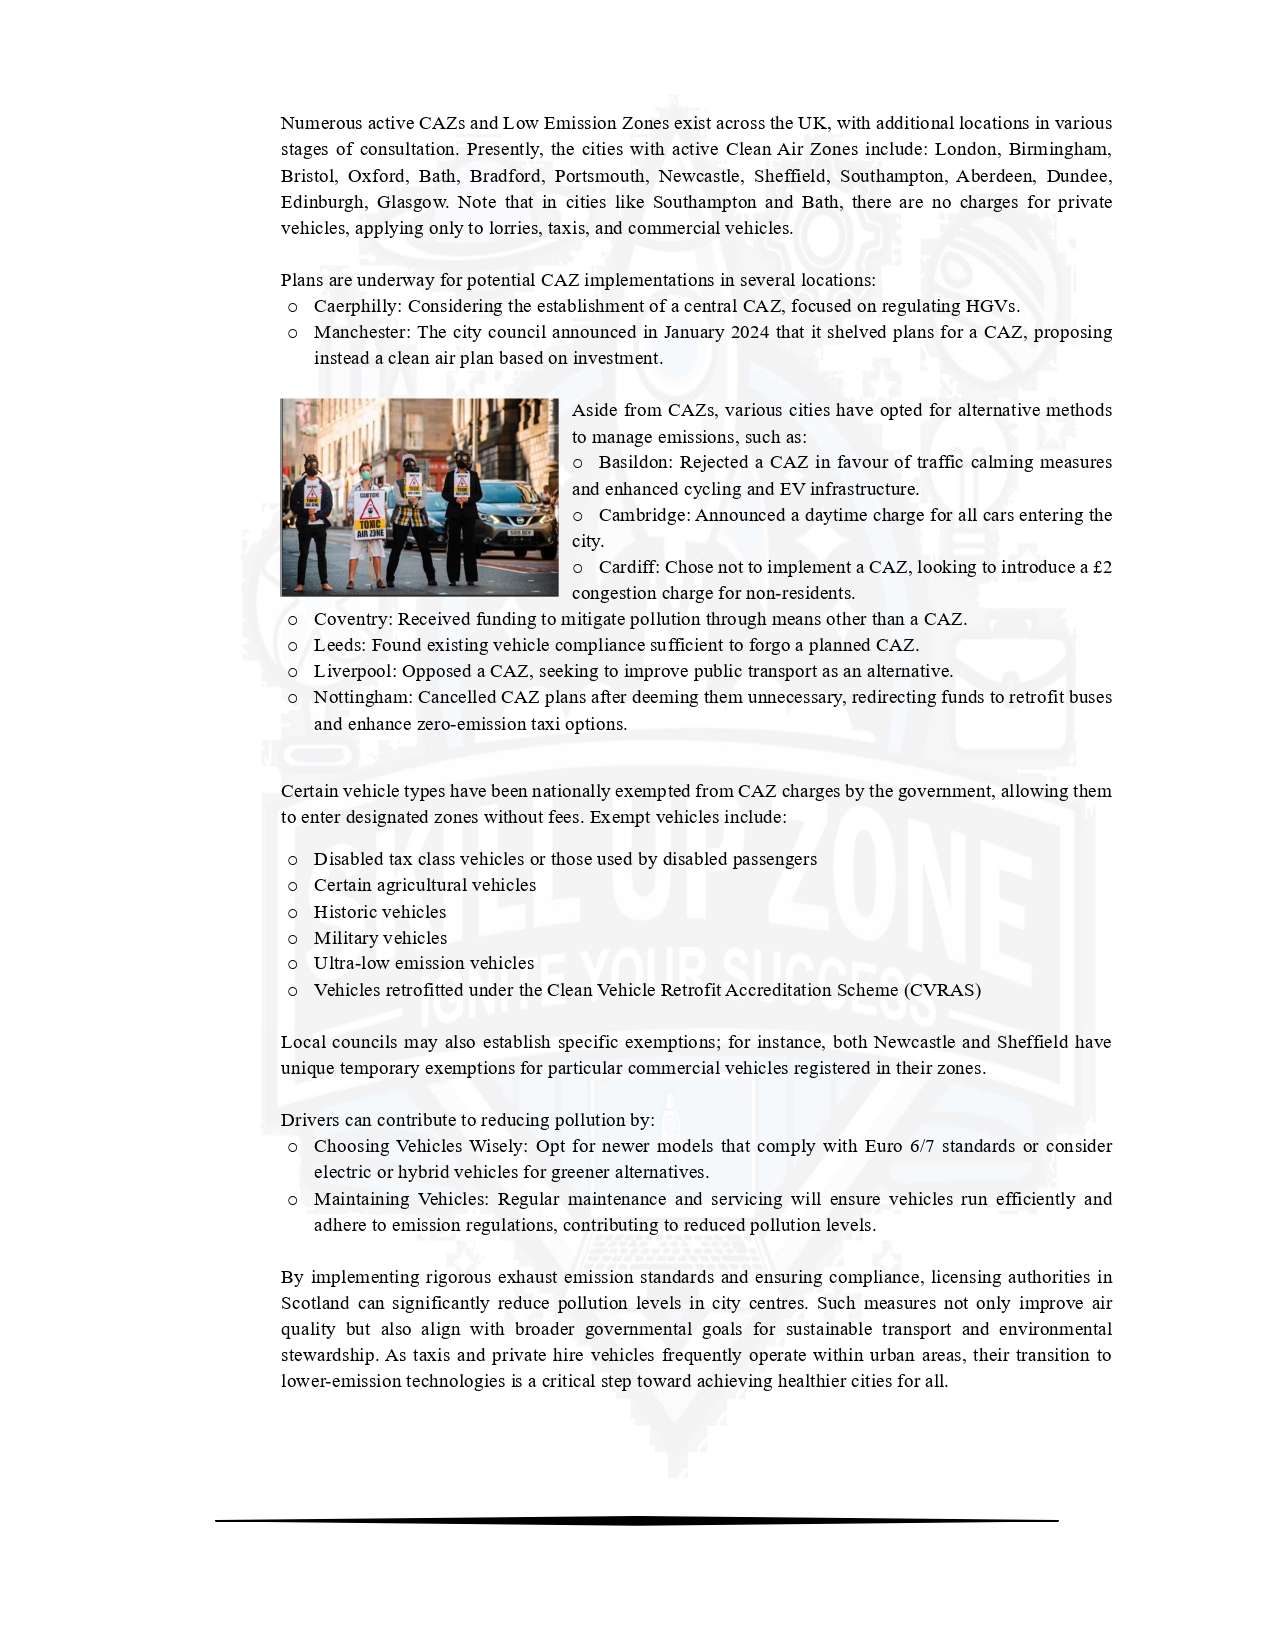 Numerous active CAZs and Low Emission Zones exist across the UK, with additional locations in various
stages of consultation. Presently, the cities with active Clean Air Zones include: London, Birmingham,
Bristol, Oxford, Bath, Bradford, Portsmouth, Newcastle, Sheffield, Southampton, Aberdeen, Dundee,
Edinburgh, Glasgow. Note that in cities like Southampton and Bath, there are no charges for private
vehicles, applying only to lorries, taxis, and commercial vehicles.
Plans are underway for potential CAZ implementations in several locations:
o Caerphilly: Considering the establishment of a central CAZ, focused on regulating HGVs.
o Manchester: The city council announced in January 2024 that it shelved plans for a CAZ, proposing
instead a clean air plan based on investment.
CAUTION!
TOXIC
AIR ZONE
Aside from CAZs, various cities have opted for alternative methods
to manage emissions, such as:
o Basildon: Rejected a CAZ in favour of traffic calming measures
and enhanced cycling and EV infrastructure.
o Cambridge: Announced a daytime charge for all cars entering the
city.
o Cardiff: Chose not to implement a CAZ, looking to introduce a £2
congestion charge for non-residents.
o Coventry: Received funding to mitigate pollution through means other than a CAZ.
o Leeds: Found existing vehicle compliance sufficient to forgo a planned CAZ.
o Liverpool: Opposed a CAZ, seeking to improve public transport as an alternative.
o Nottingham: Cancelled CAZ plans after deeming them unnecessary, redirecting funds to retrofit buses
and enhance zero-emission taxi options.
Certain vehicle types have been nationally exempted from CAZ charges by the government, allowing them
to enter designated zones without fees. Exempt vehicles include:
o Disabled tax class vehicles or those used by disabled passengers
o Certain agricultural vehicles
o Historic vehicles
o Military vehicles
o Ultra-low emission vehicles
o Vehicles retrofitted under the Clean Vehicle Retrofit Accreditation Scheme (CVRAS)
SKILL UP ZONE
IGNITE YOUR SUCCESS
Local councils may also establish specific exemptions; for instance, both Newcastle and Sheffield have
unique temporary exemptions for particular commercial vehicles registered in their zones.
Drivers can contribute to reducing pollution by:
o Choosing Vehicles Wisely: Opt for newer models that comply with Euro 6/7 standards or consider
electric or hybrid vehicles for greener alternatives.
o Maintaining Vehicles: Regular maintenance and servicing will ensure vehicles run efficiently and
adhere to emission regulations, contributing to reduced pollution levels.
By implementing rigorous exhaust emission standards and ensuring compliance, licensing authorities in
Scotland can significantly reduce pollution levels in city centres. Such measures not only improve air
quality but also align with broader governmental goals for sustainable transport and environmental
stewardship. As taxis and private hire vehicles frequently operate within urban areas, their transition to
lower-emission technologies is a critical step toward achieving healthier cities for all.